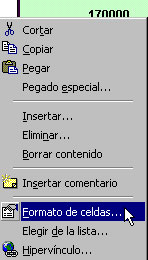 170000
Cortar
Copiar
Pegar
Pegado especial...
Insertar...
Eliminar...
Borrar contenido
Insertar comentario
Formato de celdas...
Elegir de la lista...
Hipervínculo...